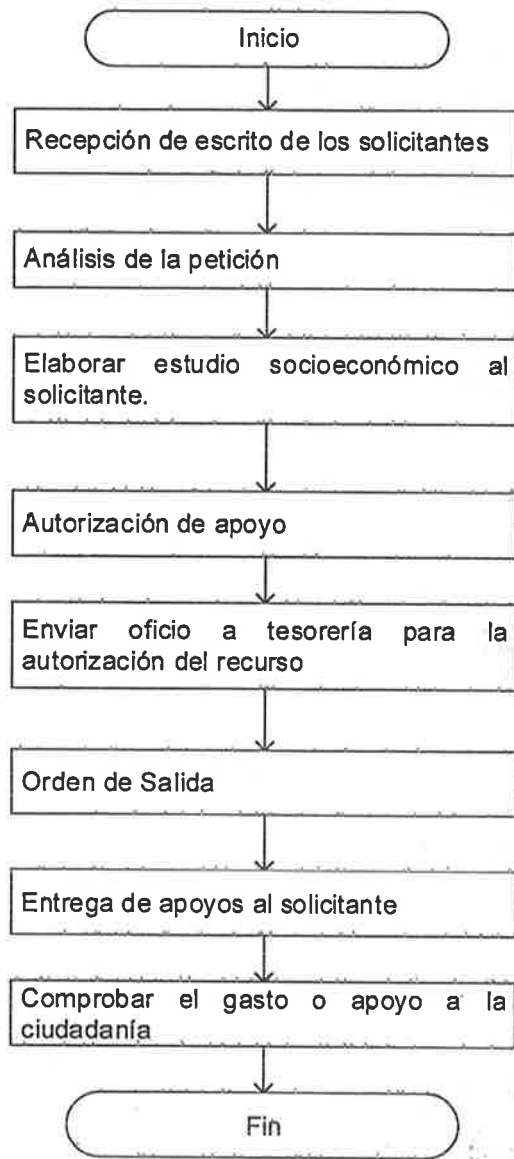 Inicio
Recepción de escrito de los solicitantes
Análisis de la petición
Elaborar estudio socioeconómico al
solicitante.
Autorización de apoyo
Enviar oficio a tesorería para la
autorización del recurso
Orden de Salida
Entrega de apoyos al solicitante
Comprobar el gasto o apoyo a la
ciudadanía
Fin